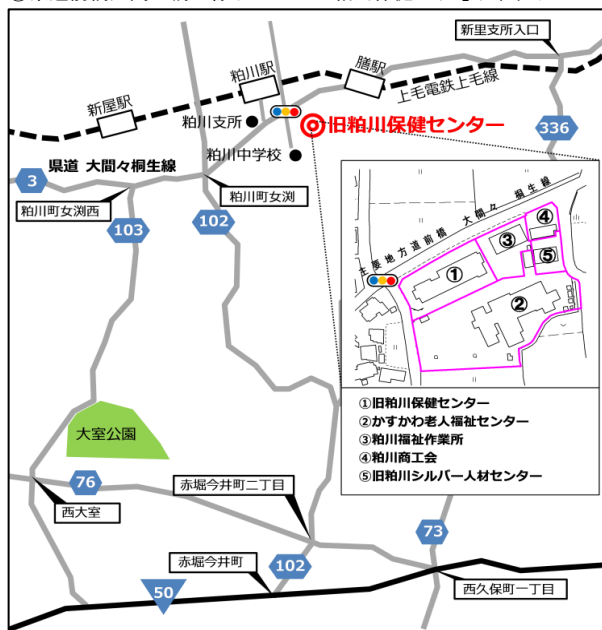 新里支所入口
膳駅
粕川駅
上毛電鉄上毛線
新屋駅
粕川支所
旧粕川保健センター
336
粕川中学校
県道 大間々桐生線
3
粕川町女渕
粕川町女渕西
102
103
主要地方道前橋 大間々 桐生線
①
②
③
④
⑤
①旧粕川保健センター
②かすかわ老人福祉センター
③粕川福祉作業所
④粕川商工会
⑤旧粕川シルバー人材センター
大室公園
76
赤堀今井町二丁目
西大室
73
赤堀今井町
102
50
西久保町一丁目